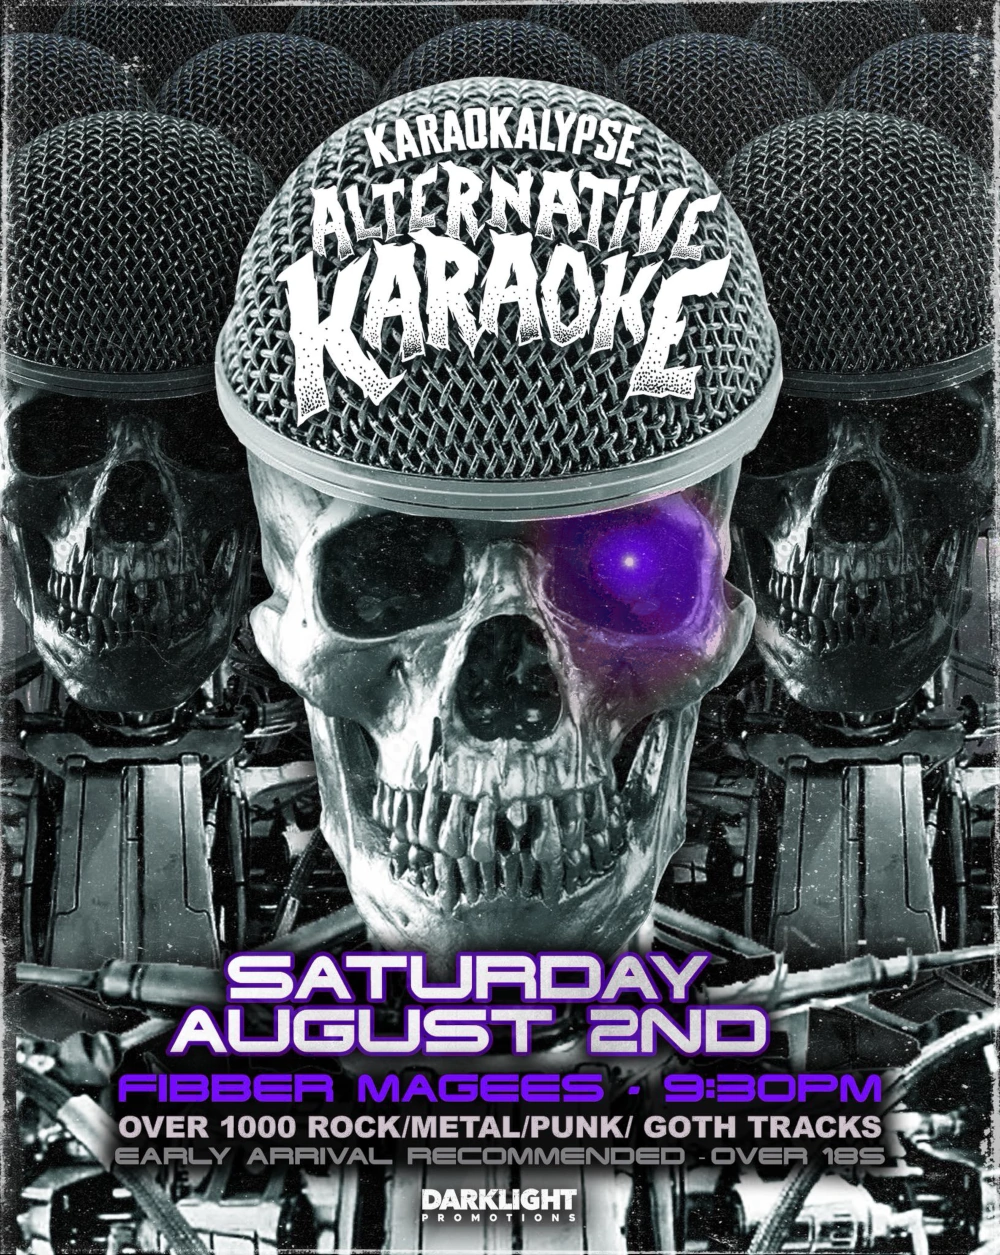 KARAOKALYPSE
ALTERNATIVE
KARAOKE
SATURDAY
AUGUST 2ND
FIBBER MAGEES - 9:30PM
OVER 1000 ROCK/METAL/PUNK/ GOTH TRACKS
EARLY ARRIVAL RECOMMENDED - OVER 18S
DARKLIGHT
PROMOTIONS